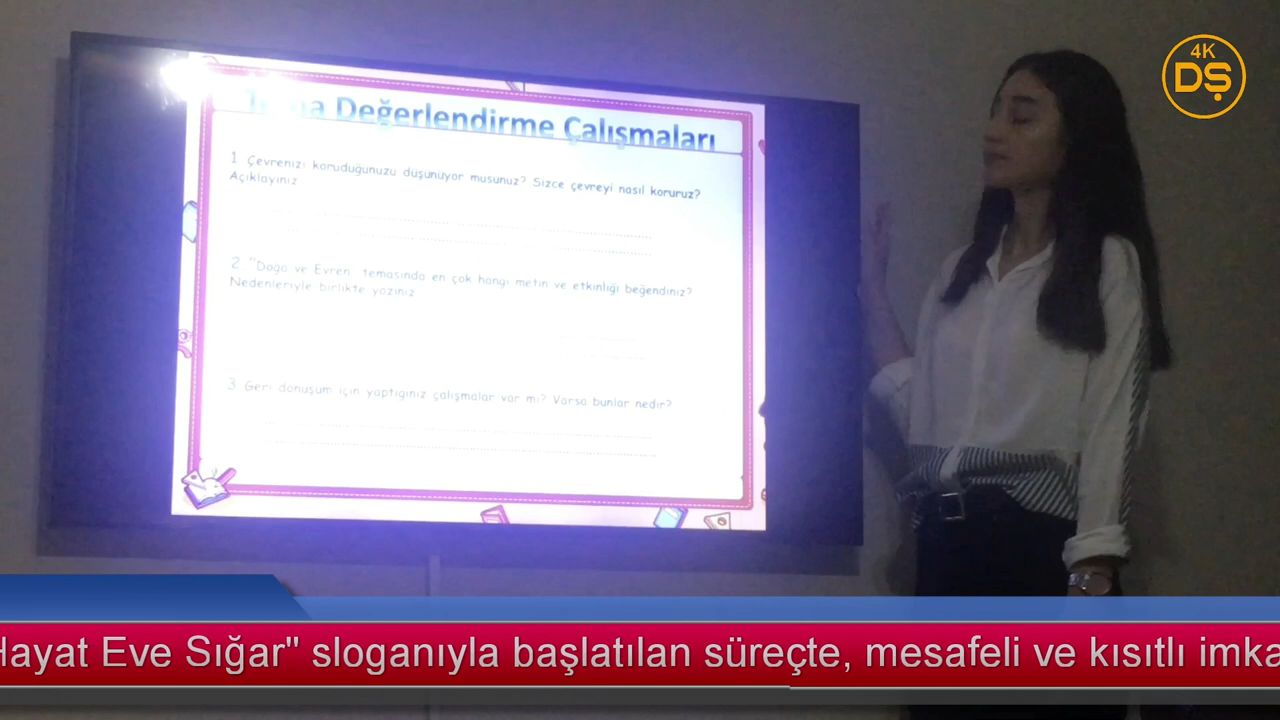 4K
DŞ
Tema Değerlendirme Çalışmaları
1 Çevrenizi koruduğunuzu düşünüyor musunuz? Sizce çevreyi nasıl koruruz?
Açıklayınız
2. "Doğa ve Evren temasında en çok hangi metin ve etkinliği beğendiniz?
Nedenleriyle birlikte yazınız
3 Geri dönüşüm için yaptığınız çalışmalar var mı? Varsa bunlar nedir?
Hayat Eve Sığar" sloganıyla başlatılan süreçte, mesafeli ve kısıtlı imka